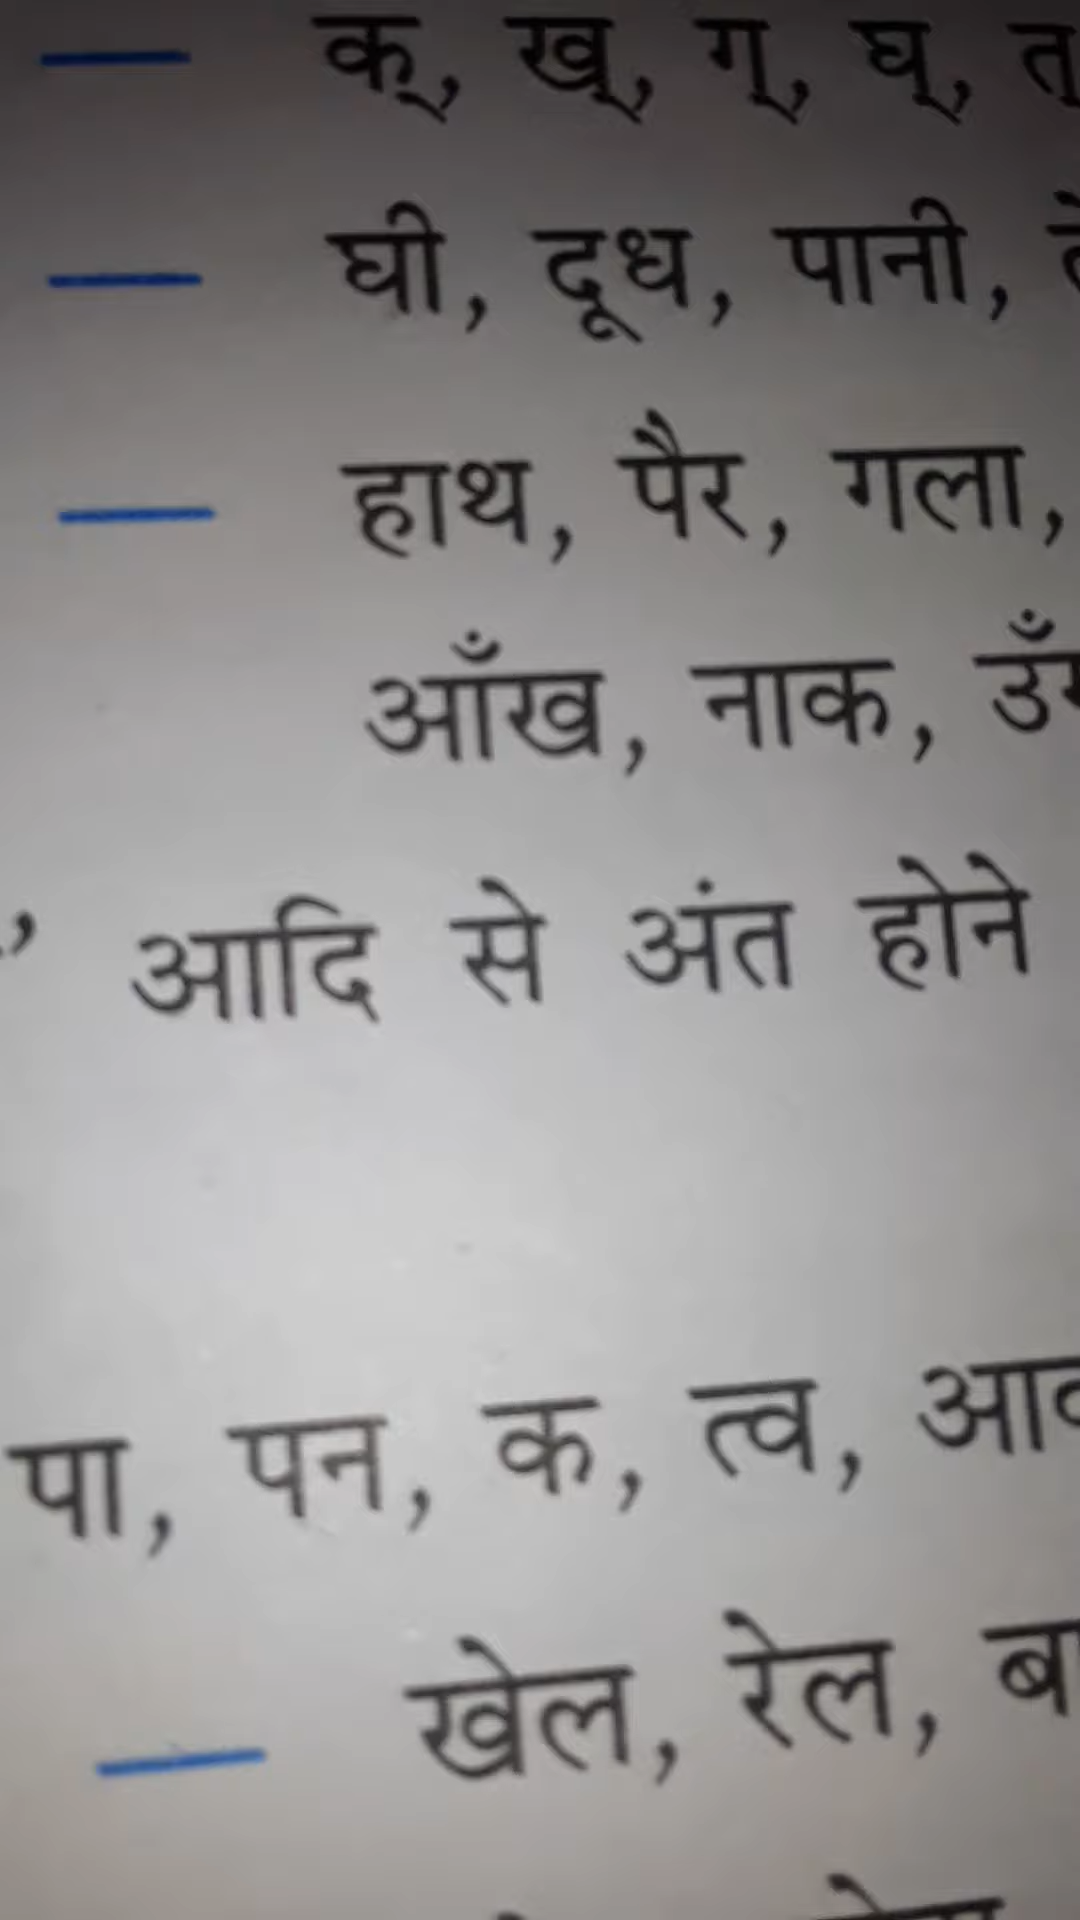 — क्, ख्, ग्, घ्, त्
— घी, दूध, पानी,
— हाथ, पैर, गला,
आँख, नाक,
’ आदि से अंत होने
पा, पन, क, त्व,
— खेल, रेल,